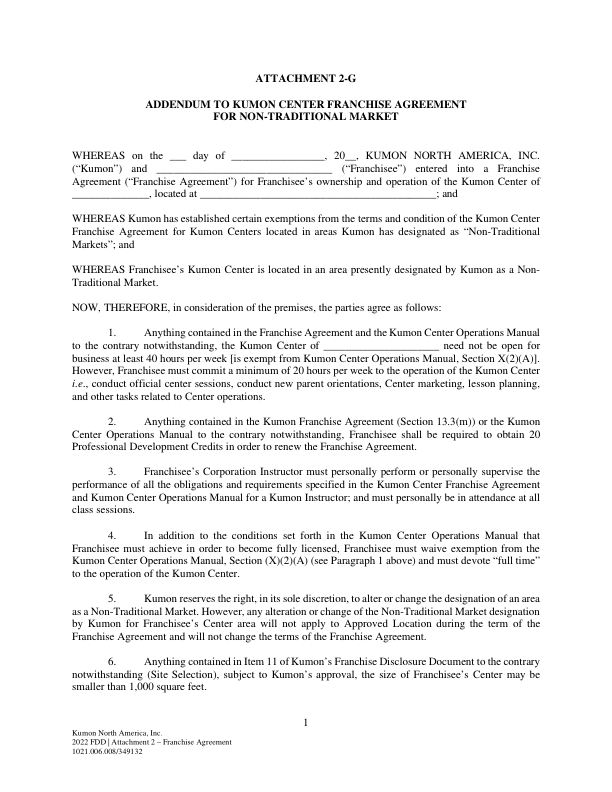 ATTACHMENT 2-G
ADDENDUM TO KUMON CENTER FRANCHISE AGREEMENT
FOR NON-TRADITIONAL MARKET
WHEREAS on the ___ day of _________________, 20__, KUMON NORTH AMERICA, INC.
(“Kumon”) and ________________________________ (“Franchisee”) entered into a Franchise
Agreement (“Franchise Agreement”) for Franchisee’s ownership and operation of the Kumon Center of
______________, located at ___________________________________________; and
WHEREAS Kumon has established certain exemptions from the terms and condition of the Kumon Center
Franchise Agreement for Kumon Centers located in areas Kumon has designated as “Non-Traditional
Markets”; and
WHEREAS Franchisee’s Kumon Center is located in an area presently designated by Kumon as a Non-
Traditional Market.
NOW, THEREFORE, in consideration of the premises, the parties agree as follows:
1. Anything contained in the Franchise Agreement and the Kumon Center Operations Manual
to the contrary notwithstanding, the Kumon Center of _____________________ need not be open for
business at least 40 hours per week [is exempt from Kumon Center Operations Manual, Section X(2)(A)].
However, Franchisee must commit a minimum of 20 hours per week to the operation of the Kumon Center
i.e., conduct official center sessions, conduct new parent orientations, Center marketing, lesson planning,
and other tasks related to Center operations.
2. Anything contained in the Kumon Franchise Agreement (Section 13.3(m)) or the Kumon
Center Operations Manual to the contrary notwithstanding, Franchisee shall be required to obtain 20
Professional Development Credits in order to renew the Franchise Agreement.
3. Franchisee’s Corporation Instructor must personally perform or personally supervise the
performance of all the obligations and requirements specified in the Kumon Center Franchise Agreement
and Kumon Center Operations Manual for a Kumon Instructor; and must personally be in attendance at all
class sessions.
4. In addition to the conditions set forth in the Kumon Center Operations Manual that
Franchisee must achieve in order to become fully licensed, Franchisee must waive exemption from the
Kumon Center Operations Manual, Section (X)(2)(A) (see Paragraph 1 above) and must devote “full time”
to the operation of the Kumon Center.
5. Kumon reserves the right, in its sole discretion, to alter or change the designation of an area
as a Non-Traditional Market. However, any alteration or change of the Non-Traditional Market designation
by Kumon for Franchisee’s Center area will not apply to Approved Location during the term of the
Franchise Agreement and will not change the terms of the Franchise Agreement.
6. Anything contained in Item 11 of Kumon’s Franchise Disclosure Document to the contrary
notwithstanding (Site Selection), subject to Kumon’s approval, the size of Franchisee’s Center may be
smaller than 1,000 square feet.
1
Kumon North America, Inc.
2022 FDD | Attachment 2 – Franchise Agreement
1021.006.008/349132